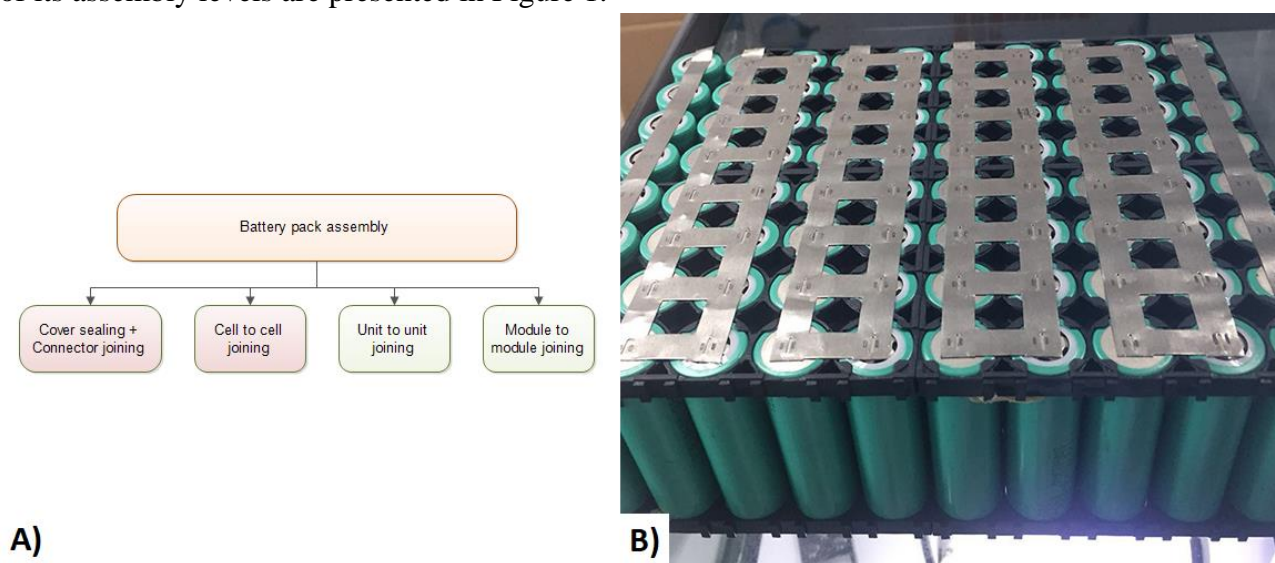 of its assembly levels are presented in Figure 1.
Battery pack assembly
Cover sealing +
Connector joining
Cell to cell
joining
Unit to unit
joining
Module to
module joining
A)
B)